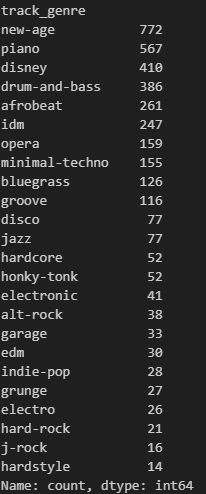 track_genre
new-age 772
piano 567
disney 410
drum-and-bass 386
afrobeat 261
idm 247
opera 159
minimal-techno 155
bluegrass 126
groove 116
disco 77
jazz 77
hardcore 52
honky-tonk 52
electronic 41
alt-rock 38
garage 33
edm 30
indie-pop 28
grunge 27
electro 26
hard-rock 21
j-rock 16
hardstyle 14
Name: count, dtype: int64